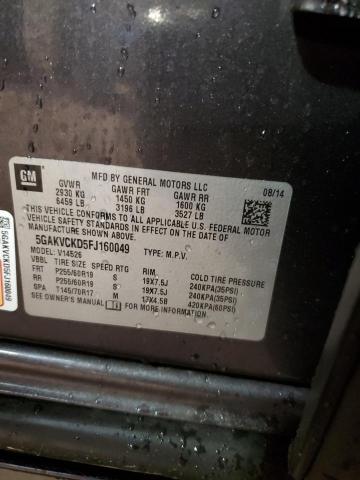 GM
MFD BY GENERAL MOTORS LLC
08/14
GVWR GAWR FRT GAWR RR
2930 KG 1450 KG 1600 KG
6459 LB 3196 LB 3527 LB
THIS VEHICLE CONFORMS TO ALL APPLICABLE
U.S. FEDERAL MOTOR VEHICLE SAFETY
STANDARDS IN EFFECT ON THE DATE OF
MANUFACTURE SHOWN ABOVE.
5GAKVCKD5FJ160049 TYPE: M.P.V.
MODEL: V14526
VBBL TIRE SIZE SPEED RTG RIM COLD TIRE PRESSURE
FRT P255/60R19 S 19X7.5J 240KPA(35PSI)
RR P255/60R19 S 19X7.5J 240KPA(35PSI)
SPA T145/70R17 M 17X4.5B 420KPA(60PSI)
SEE OWNER'S MANUAL FOR MORE INFORMATION.
5GAKVCKD5FJ160049